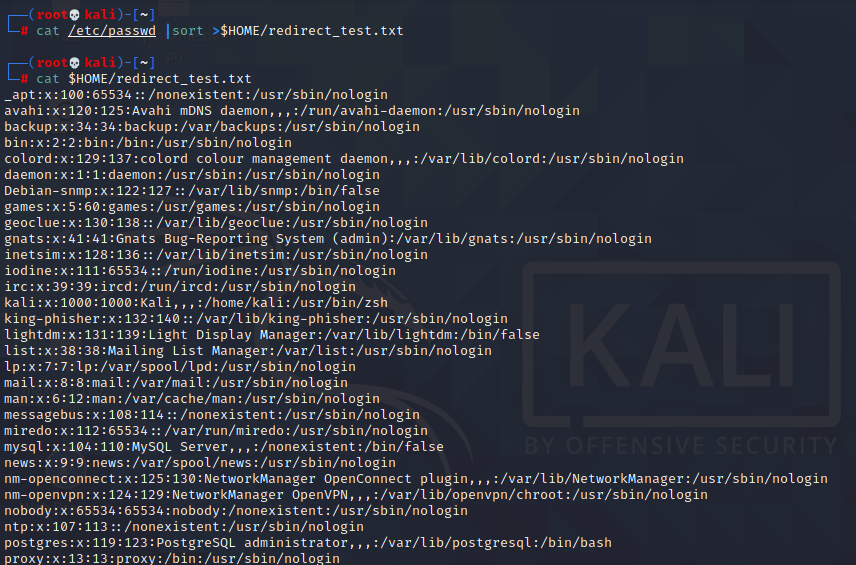 ┌──(root💀kali)-[~]
└─# cat /etc/passwd |sort >$HOME/redirect_test.txt
┌──(root💀kali)-[~]
└─# cat $HOME/redirect_test.txt
_apt:x:100:65534::/nonexistent:/usr/sbin/nologin
avahi:x:120:125:Avahi mDNS daemon,,,:/run/avahi-daemon:/usr/sbin/nologin
backup:x:34:34:backup:/var/backups:/usr/sbin/nologin
bin:x:2:2:bin:/bin:/usr/sbin/nologin
colord:x:129:137:colord colour management daemon,,,:/var/lib/colord:/usr/sbin/nologin
daemon:x:1:1:daemon:/usr/sbin:/usr/sbin/nologin
Debian-snmp:x:122:127::/var/lib/snmp:/bin/false
games:x:5:60:games:/usr/games:/usr/sbin/nologin
geoclue:x:130:138::/var/lib/geoclue:/usr/sbin/nologin
gnats:x:41:41:Gnats Bug-Reporting System (admin):/var/lib/gnats:/usr/sbin/nologin
inetsim:x:128:136::/var/lib/inetsim:/usr/sbin/nologin
iodine:x:111:65534::/run/iodine:/usr/sbin/nologin
irc:x:39:39:ircd:/run/ircd:/usr/sbin/nologin
kali:x:1000:1000:Kali,,,:/home/kali:/usr/bin/zsh
king-phisher:x:132:140::/var/lib/king-phisher:/usr/sbin/nologin
lightdm:x:131:139:Light Display Manager:/var/lib/lightdm:/bin/false
list:x:38:38:Mailing List Manager:/var/list:/usr/sbin/nologin
lp:x:7:7:lp:/var/spool/lpd:/usr/sbin/nologin
mail:x:8:8:mail:/var/mail:/usr/sbin/nologin
man:x:6:12:man:/var/cache/man:/usr/sbin/nologin
messagebus:x:108:114::/nonexistent:/usr/sbin/nologin
miredo:x:112:65534::/var/run/miredo:/usr/sbin/nologin
mysql:x:104:110:MySQL Server,,,:/nonexistent:/bin/false
news:x:9:9:news:/var/spool/news:/usr/sbin/nologin
nm-openconnect:x:125:130:NetworkManager OpenConnect plugin,,,:/var/lib/NetworkManager:/usr/sbin/nologin
nm-openvpn:x:124:129:NetworkManager OpenVPN,,,:/var/lib/openvpn/chroot:/usr/sbin/nologin
nobody:x:65534:65534:nobody:/nonexistent:/usr/sbin/nologin
ntp:x:107:113::/nonexistent:/usr/sbin/nologin
postgres:x:119:123:PostgreSQL administrator,,,:/var/lib/postgresql:/bin/bash
proxy:x:13:13:proxy:/bin:/usr/sbin/nologin
KALI
BY OFFENSIVE SECURITY